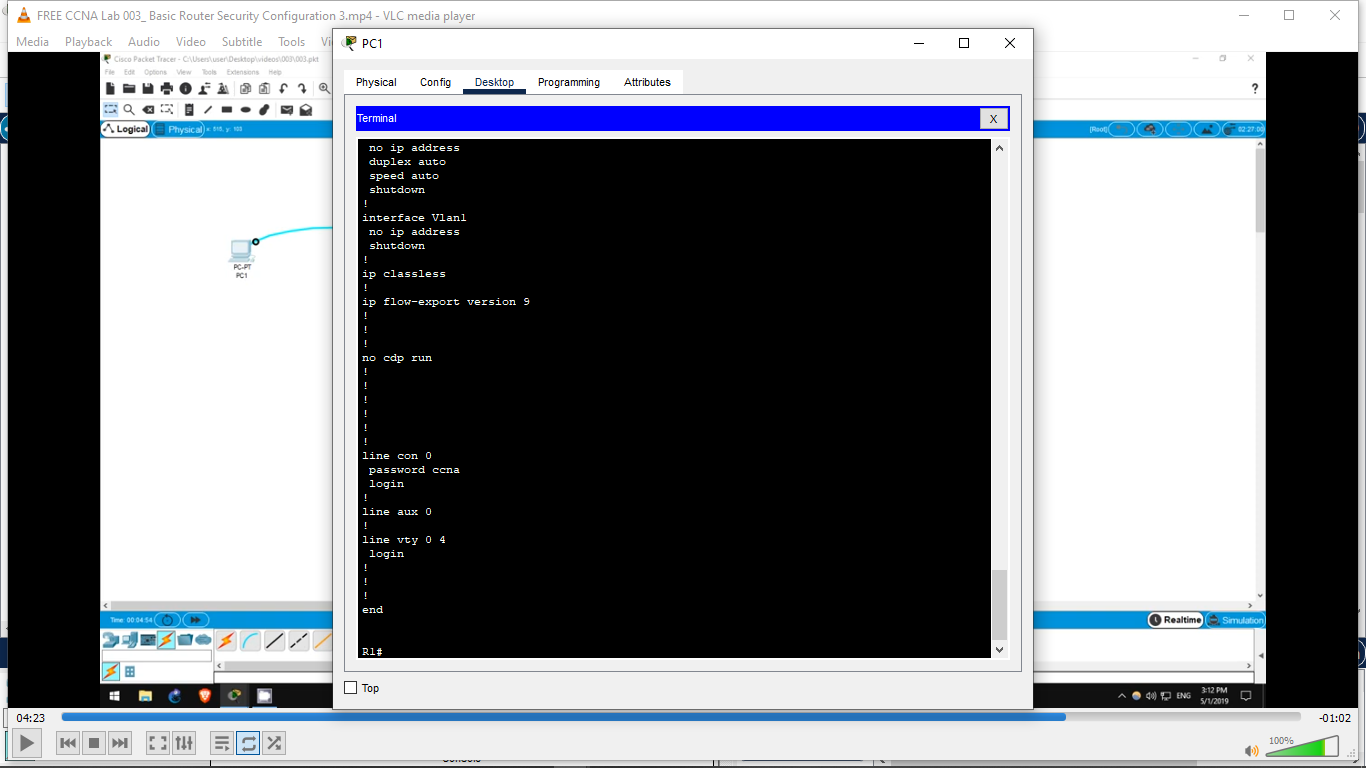 FREE CCNA Lab 003_ Basic Router Security Configuration 3.mp4 - VLC media player
Media Playback Audio Video Subtitle Tools
PC1
Cisco Packet Tracer - C:\Users\user\Desktop\videos\003\003.pkt
File Edit Options View Tools Extensions Help
Physical Config Desktop Programming Attributes
?
Terminal
X
Logical
Physical x: 515, y: 103
[Root]
02:27:00
no ip address
duplex auto
speed auto
shutdown
!
interface Vlan1
no ip address
shutdown
!
ip classless
!
ip flow-export version 9
!
!
!
no cdp run
!
!
!
!
!
!
line con 0
password ccna
login
!
line aux 0
!
line vty 0 4
login
!
!
!
end
R1#
PC-PT
PC1
Time: 00:04:54
Realtime
Simulation
Top
ENG
3:12 PM
5/1/2019
04:23
-01:02
100%